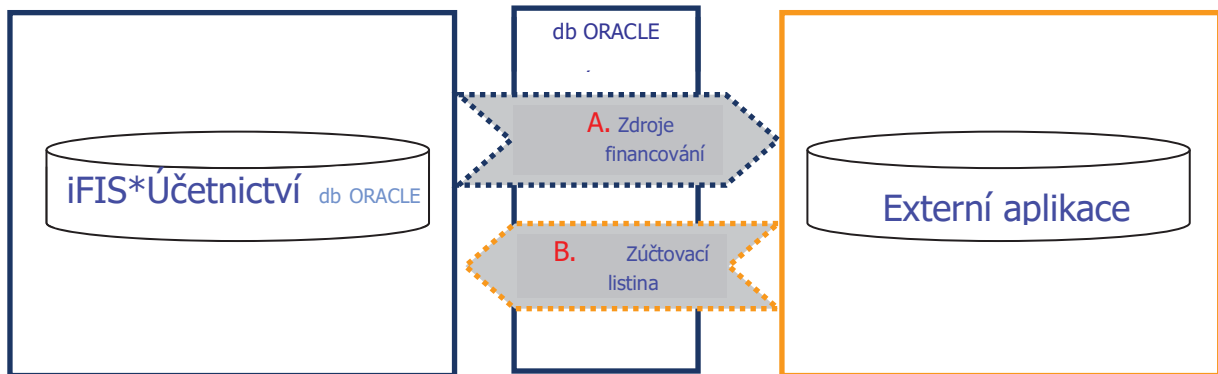 db ORACLE
A. Zdroje
financování
iFIS*Účetnictví db ORACLE
Externí aplikace
B. Zúčtovací
listina